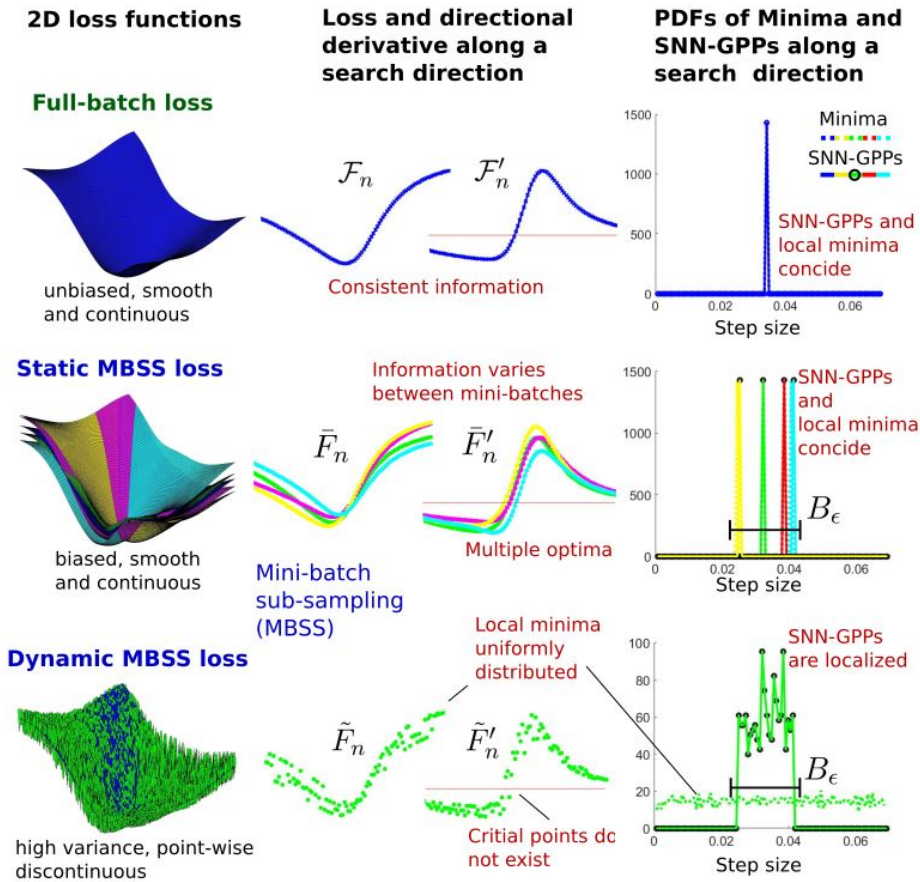 2D loss functions
Loss and directional
derivative along a
search direction
PDFs of Minima and
SNN-GPPs along a
search direction
Full-batch loss
unbiased, smooth
and continuous
ℱn
ℱ′n
Consistent information
1500
1000
500
0
0
0.02
0.04
0.06
Step size
Minima
SNN-GPPs
SNN-GPPs and
local minima
concide
Static MBSS loss
biased, smooth
and continuous
Information varies
between mini-batches
F̄n
F̄′n
Multiple optima
Mini-batch
sub-sampling
(MBSS)
1500
1000
500
0
0
0.02
0.04
0.06
Step size
SNN-GPPs
and
local minima
concide
Bϵ
Dynamic MBSS loss
high variance, point-wise
discontinuous
Local minima
uniformly
distributed
F̃n
F̃′n
Critial points do
not exist
100
80
60
40
20
0
0
0.02
0.04
0.06
Step size
SNN-GPPs
are localized
Bϵ